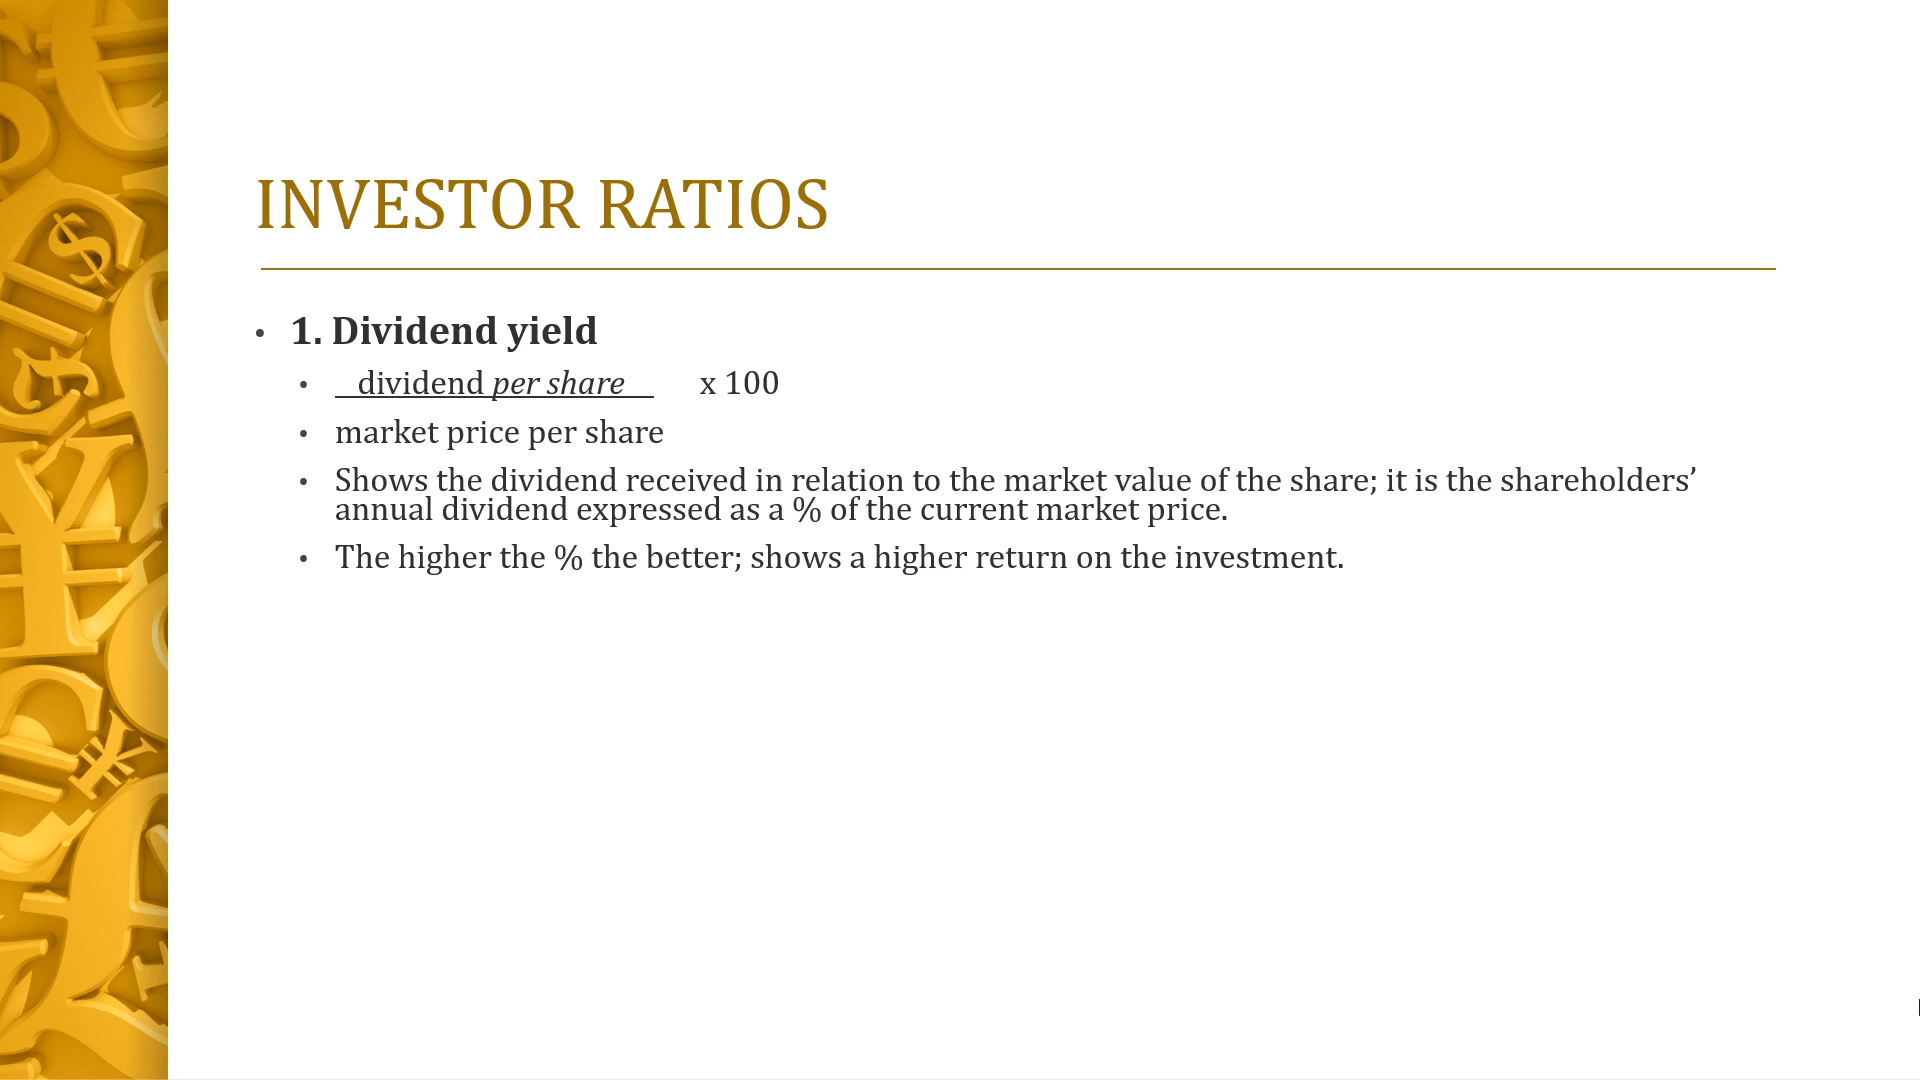 INVESTOR RATIOS
• 1. Dividend yield
• dividend per share x 100
• market price per share
• Shows the dividend received in relation to the market value of the share; it is the shareholders’
annual dividend expressed as a % of the current market price.
• The higher the % the better; shows a higher return on the investment.